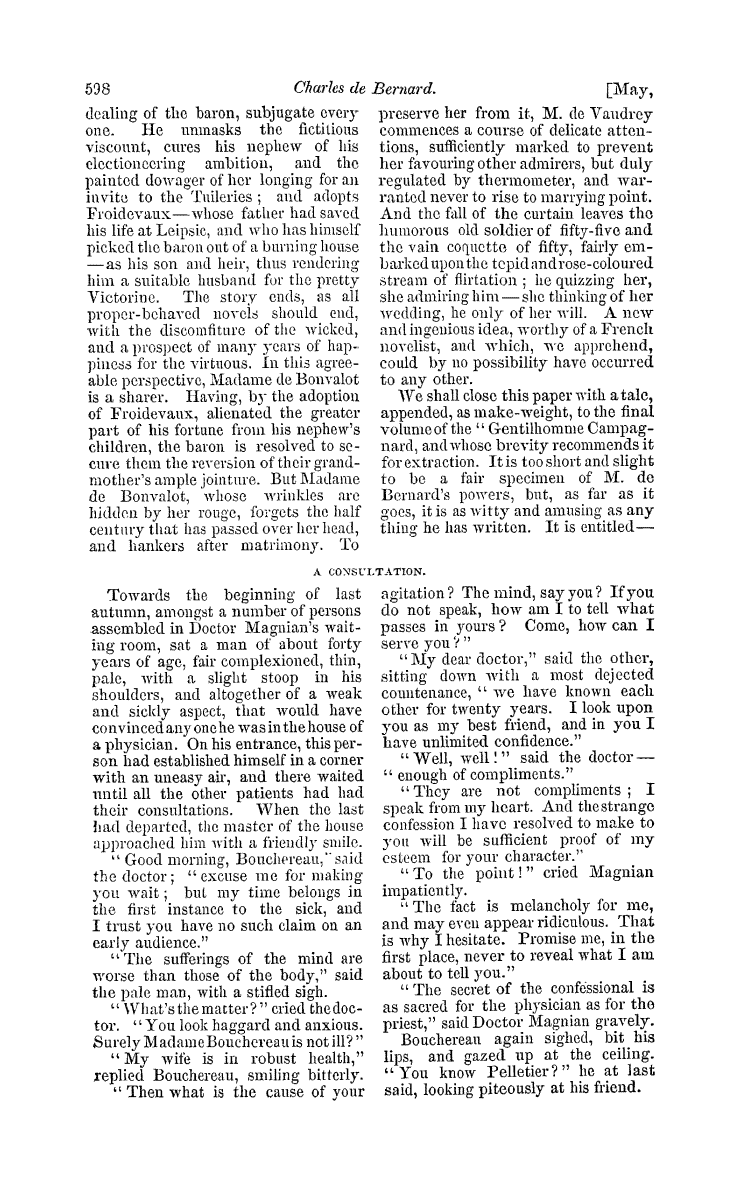 598
Charles de Bernard.
[May,
dealing of the baron, subjugate every
one. He unmasks the fictitious
viscount, cures his nephew of his
electioneering ambition, and the
painted dowager of her longing for an
invite to the Tuileries ; and adopts
Froidevaux—whose father had saved
his life at Leipsic, and who has himself
picked the baron out of a burning house
—as his son and heir, thus rendering
him a suitable husband for the pretty
Victorine. The story ends, as all
proper-behaved novels should end,
with the discomfiture of the wicked,
and a prospect of many years of hap-
piness for the virtuous. In this agree-
able perspective, Madame de Bonvalot
is a sharer. Having, by the adoption
of Froidevaux, alienated the greater
part of his fortune from his nephew's
children, the baron is resolved to se-
cure them the reversion of their grand-
mother's ample jointure. But Madame
de Bonvalot, whose wrinkles are
hidden by her rouge, forgets the half
century that has passed over her head,
and hankers after matrimony. To
preserve her from it, M. de Vaudrey
commences a course of delicate atten-
tions, sufficiently marked to prevent
her favouring other admirers, but duly
regulated by thermometer, and war-
ranted never to rise to marrying point.
And the fall of the curtain leaves the
humorous old soldier of fifty-five and
the vain coquette of fifty, fairly em-
barked upon the tepid and rose-coloured
stream of flirtation ; he quizzing her,
she admiring him—she thinking of her
wedding, he only of her will. A new
and ingenious idea, worthy of a French
novelist, and which, we apprehend,
could by no possibility have occurred
to any other.
We shall close this paper with a tale,
appended, as make-weight, to the final
volume of the " Gentilhomme Campag-
nard, and whose brevity recommends it
for extraction. It is too short and slight
to be a fair specimen of M. de
Bernard's powers, but, as far as it
goes, it is as witty and amusing as any
thing he has written. It is entitled—
A CONSULTATION.
Towards the beginning of last
autumn, amongst a number of persons
assembled in Doctor Magnian's wait-
ing room, sat a man of about forty
years of age, fair complexioned, thin,
pale, with a slight stoop in his
shoulders, and altogether of a weak
and sickly aspect, that would have
convinced any one he was in the house of
a physician. On his entrance, this per-
son had established himself in a corner
with an uneasy air, and there waited
until all the other patients had had
their consultations. When the last
had departed, the master of the house
approached him with a friendly smile.
" Good morning, Bouchereau," said
the doctor ; " excuse me for making
you wait ; but my time belongs in
the first instance to the sick, and
I trust you have no such claim on an
early audience."
" The sufferings of the mind are
worse than those of the body," said
the pale man, with a stifled sigh.
" What's the matter ?" cried the doc-
tor. " You look haggard and anxious.
Surely Madame Bouchereau is not ill ?"
" My wife is in robust health,"
replied Bouchereau, smiling bitterly.
" Then what is the cause of your
agitation ? The mind, say you ? If you
do not speak, how am I to tell what
passes in yours ? Come, how can I
serve you ?"
" My dear doctor," said the other,
sitting down with a most dejected
countenance, " we have known each
other for twenty years. I look upon
you as my best friend, and in you I
have unlimited confidence."
" Well, well !" said the doctor—
" enough of compliments."
" They are not compliments ; I
speak from my heart. And the strange
confession I have resolved to make to
you will be sufficient proof of my
esteem for your character."
" To the point !" cried Magnian
impatiently.
" The fact is melancholy for me,
and may even appear ridiculous. That
is why I hesitate. Promise me, in the
first place, never to reveal what I am
about to tell you."
" The secret of the confessional is
as sacred for the physician as for the
priest," said Doctor Magnian gravely.
Bouchereau again sighed, bit his
lips, and gazed up at the ceiling.
" You know Pelletier ?" he at last
said, looking piteously at his friend.